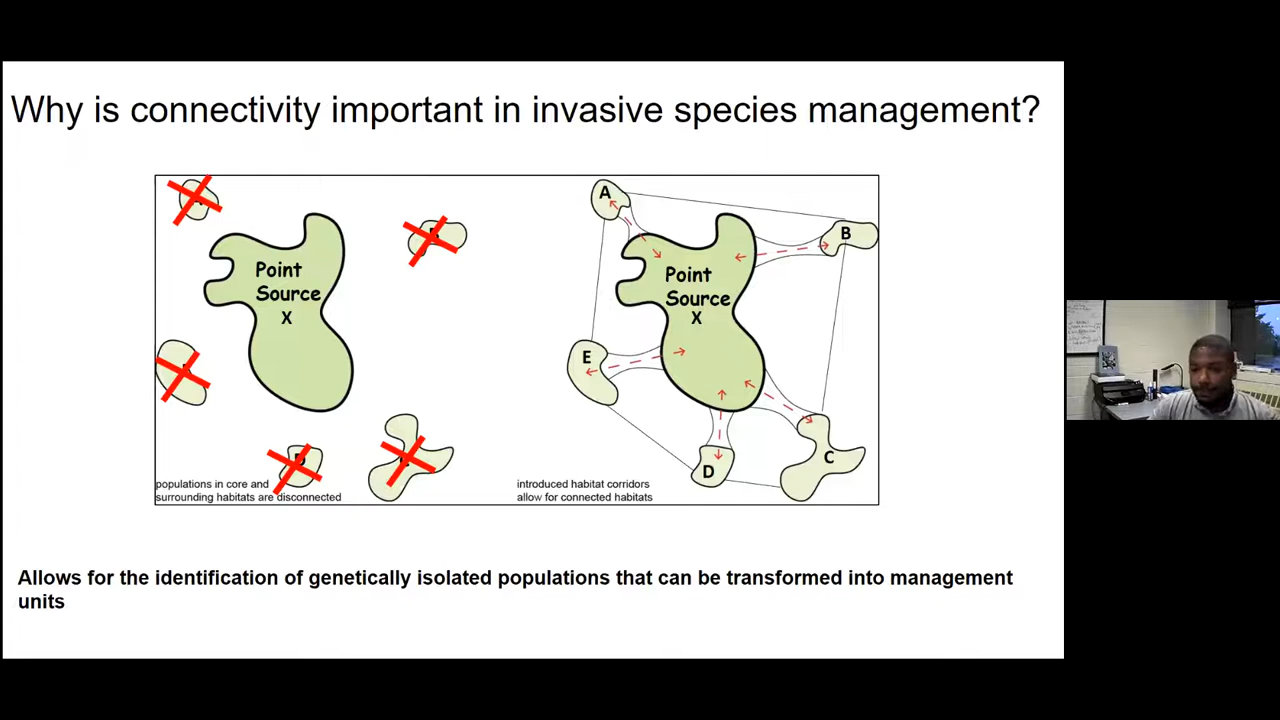 Why is connectivity important in invasive species management?
Point
Source
X
populations in core and
surrounding habitats are disconnected
A
B
Point
Source
X
E
D
C
introduced habitat corridors
allow for connected habitats
Allows for the identification of genetically isolated populations that can be transformed into management
units